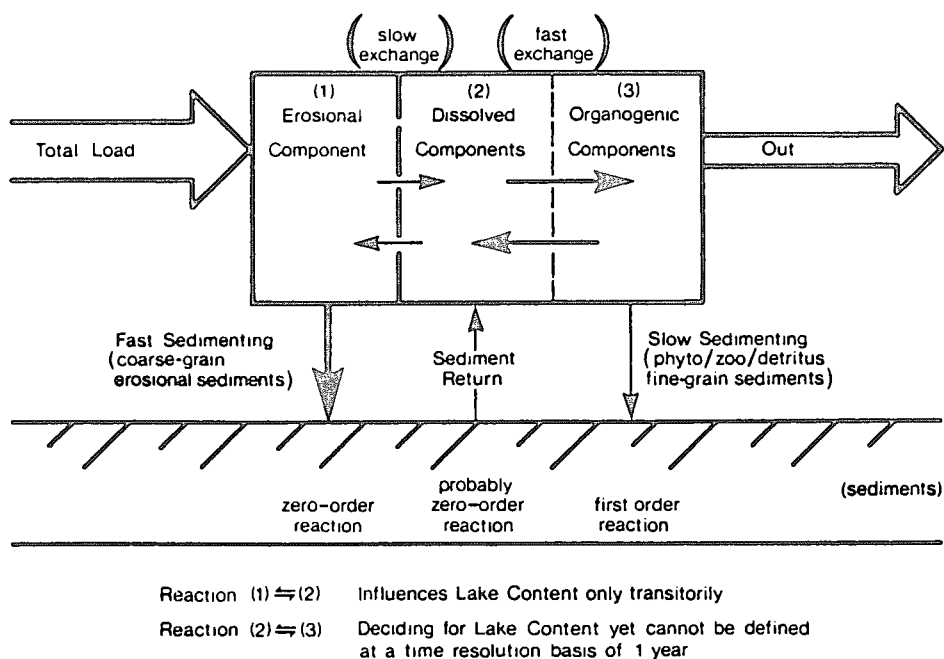 (slow exchange)
(fast exchange)
(1)
Erosional
Component
(2)
Dissolved
Components
(3)
Organogenic
Components
Total Load
Out
Fast Sedimenting
(coarse-grain
erosional sediments)
Sediment
Return
Slow Sedimenting
(phyto/zoo/detritus
fine-grain sediments)
zero-order
reaction
probably
zero-order
reaction
first order
reaction
(sediments)
Reaction (1) ⇋ (2) Influences Lake Content only transitorily
Reaction (2) ⇋ (3) Deciding for Lake Content yet cannot be defined
at a time resolution basis of 1 year